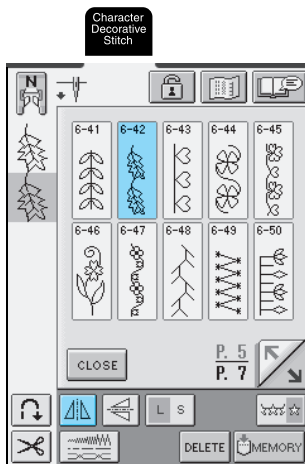 Character
Decorative
Stitch
N
6-41 6-42 6-43 6-44 6-45
6-46 6-47 6-48 6-49 6-50
CLOSE
P. 5
P. 7
L S
DELETE MEMORY